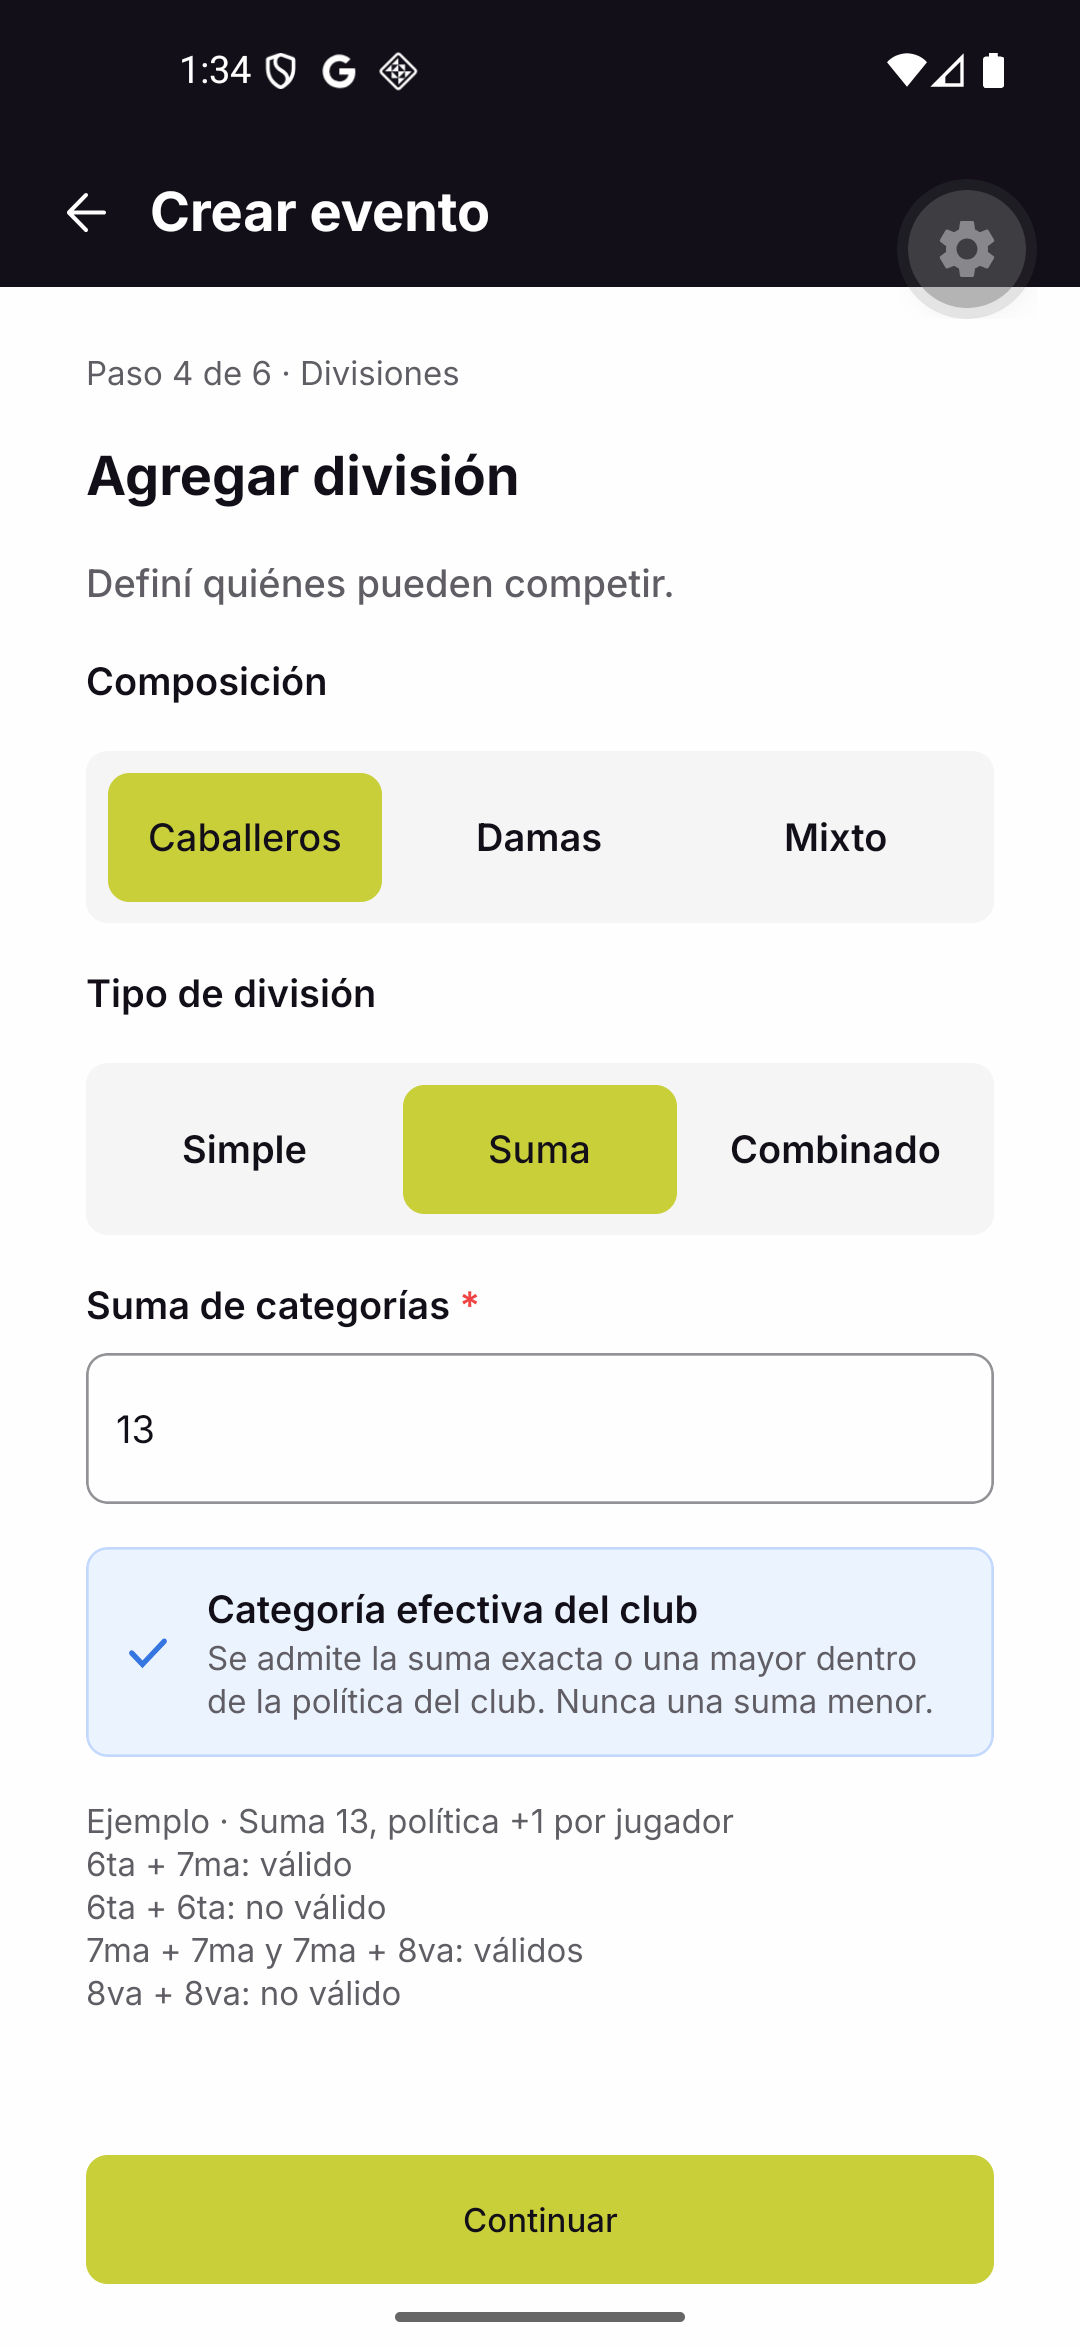 1:34
Crear evento
Paso 4 de 6 · Divisiones
Agregar división
Definí quiénes pueden competir.
Composición
Caballeros Damas Mixto
Tipo de división
Simple Suma Combinado
Suma de categorías *
13
Categoría efectiva del club
Se admite la suma exacta o una mayor dentro
de la política del club. Nunca una suma menor.
Ejemplo · Suma 13, política +1 por jugador
6ta + 7ma: válido
6ta + 6ta: no válido
7ma + 7ma y 7ma + 8va: válidos
8va + 8va: no válido
Continuar